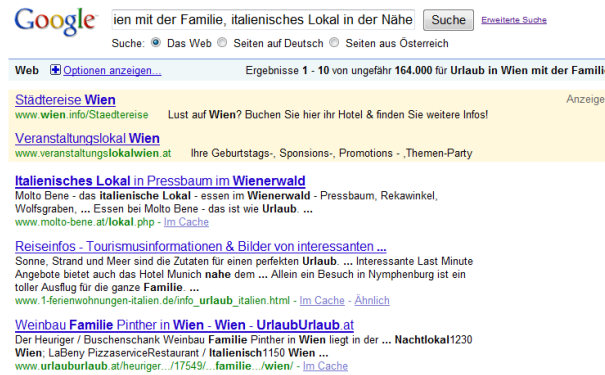 Google ien mit der Familie, italienisches Lokal in der Nähe Suche Erweiterte Suche
Suche: Das Web Seiten auf Deutsch Seiten aus Österreich
Web Optionen anzeigen... Ergebnisse 1 - 10 von ungefähr 164.000 für Urlaub in Wien mit der Famili
Städtereise Wien Anzeige
www.wien.info/Staedtereise Lust auf Wien? Buchen Sie hier ihr Hotel & finden Sie weitere Infos!
Veranstaltungslokal Wien
www.veranstaltungslokalwien.at Ihre Geburtstags-, Sponsions-, Promotions - ,Themen-Party
Italienisches Lokal in Pressbaum im Wienerwald
Molto Bene - das italienische Lokal - essen im Wienerwald - Pressbaum, Rekawinkel,
Wolfsgraben, ... Essen bei Molto Bene - das ist wie Urlaub. ...
www.molto-bene.at/lokal.php - Im Cache
Reiseinfos - Tourismusinformationen & Bilder von interessanten ...
Sonne, Strand und Meer sind die Zutaten für einen perfekten Urlaub. ... Interessante Last Minute
Angebote bietet auch das Hotel Munich nahe dem ... Allein ein Besuch in Nymphenburg ist ein
toller Ausflug für die ganze Familie. ...
www.1-ferienwohnungen-italien.de/info_urlaub_italien.html - Im Cache - Ähnlich
Weinbau Familie Pinther in Wien - Wien - UrlaubUrlaub.at
Der Heuriger / Buschenschank Weinbau Familie Pinther in Wien liegt in der ... Nachtlokal1230
Wien; LaBeny PizzaserviceRestaurant / Italienisch1150 Wien ...
www.urlauburlaub.at/heuriger.../17549/...familie.../wien/ - Im Cache